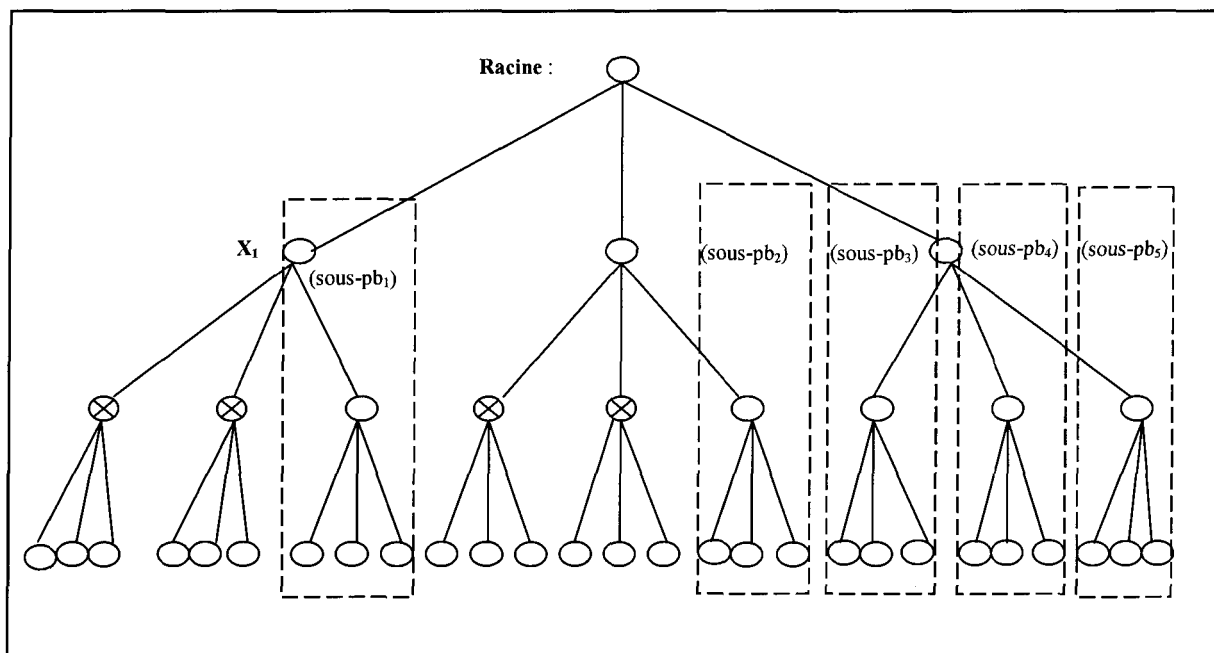 Racine :
X₁
(sous-pb₁)
(sous-pb₂)
(sous-pb₃)
(sous-pb₄)
(sous-pb₅)